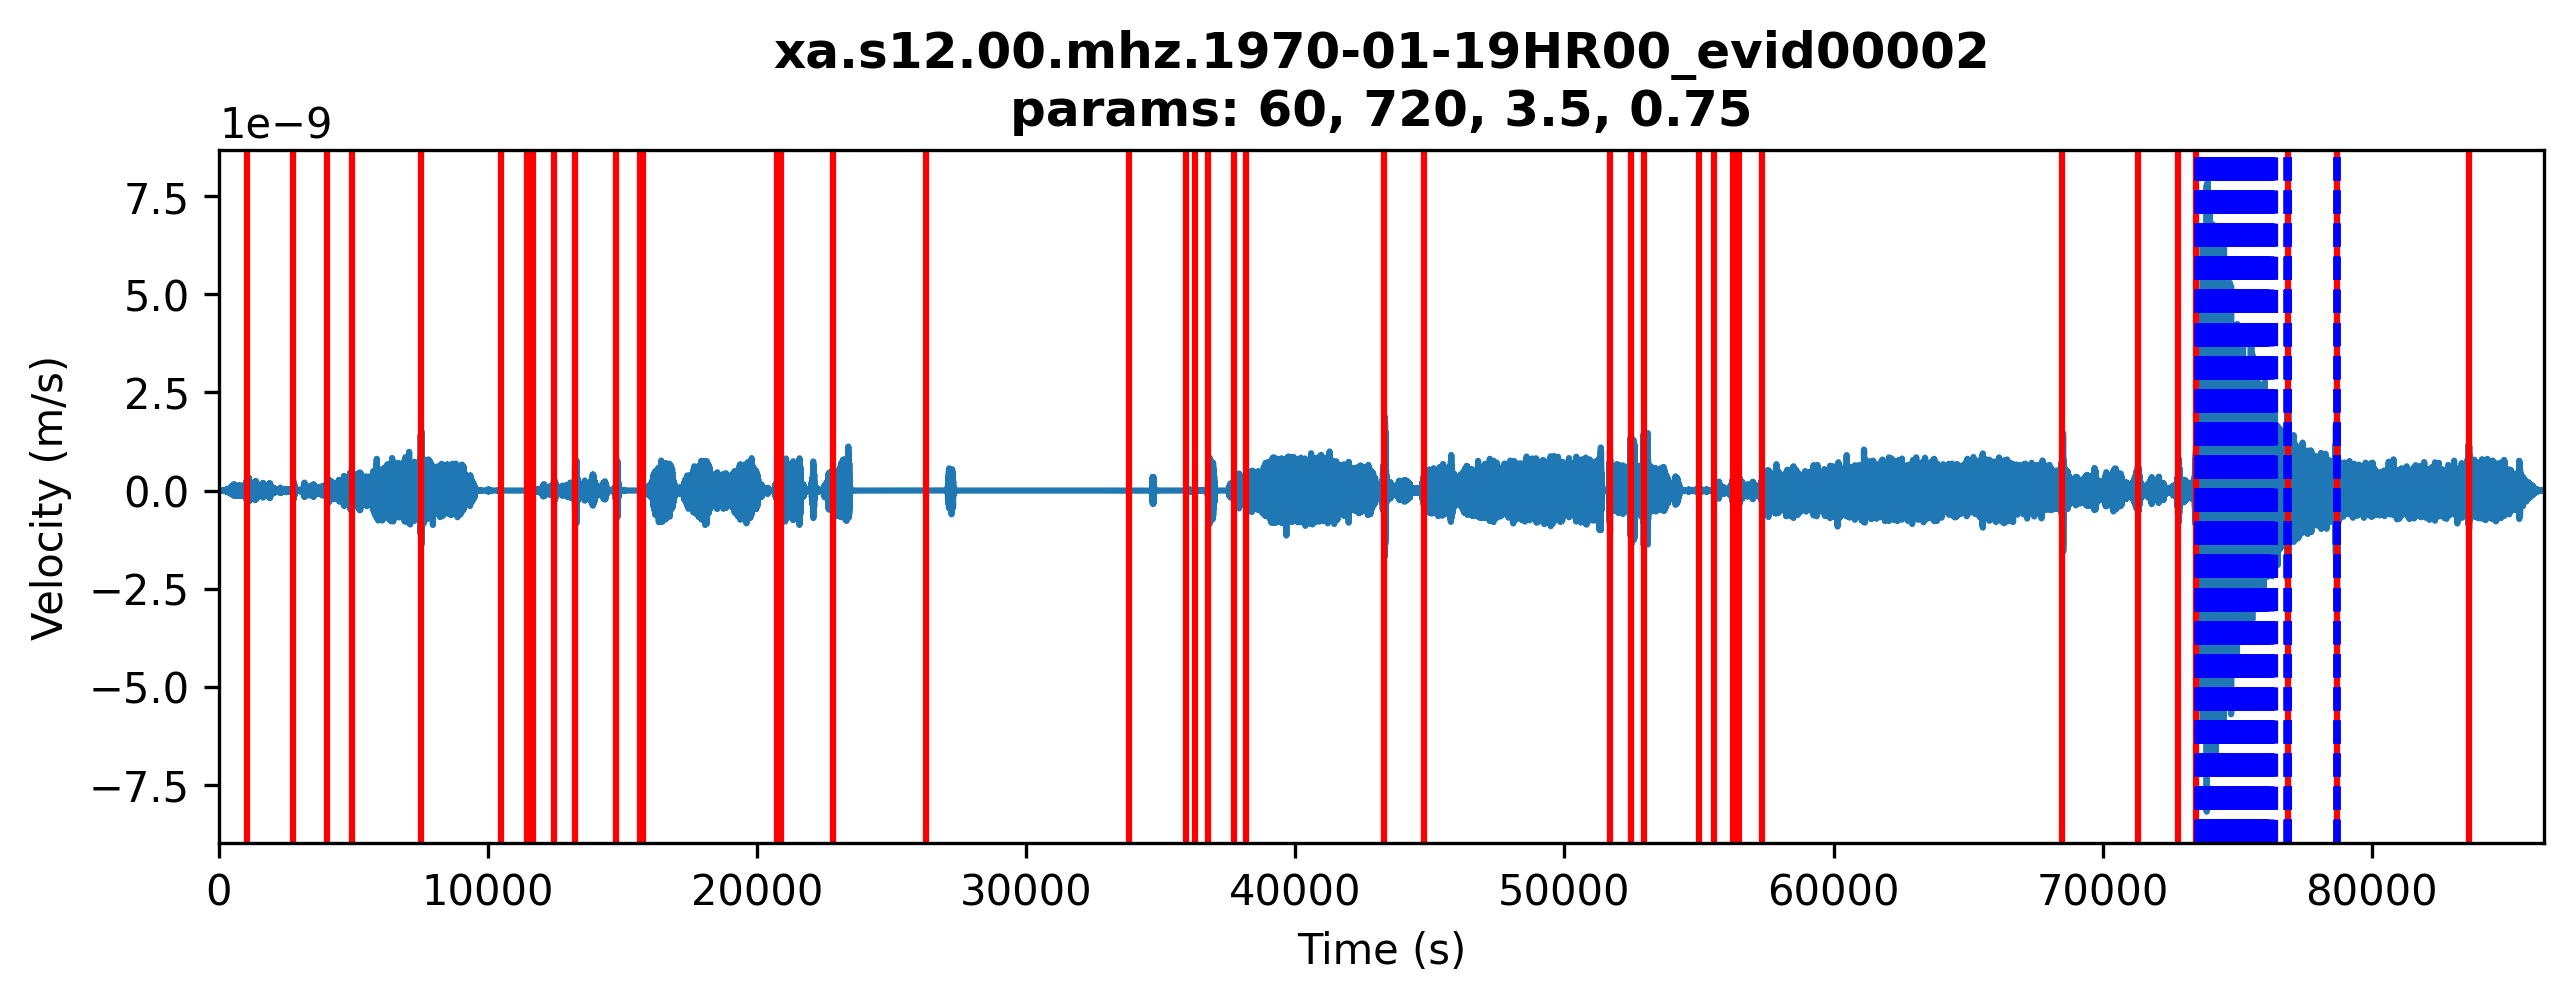 xa.s12.00.mhz.1970-01-19HR00_evid00002
params: 60, 720, 3.5, 0.75
1e−9
7.5
5.0
2.5
0.0
−2.5
−5.0
−7.5
Velocity (m/s)
0 10000 20000 30000 40000 50000 60000 70000 80000
Time (s)